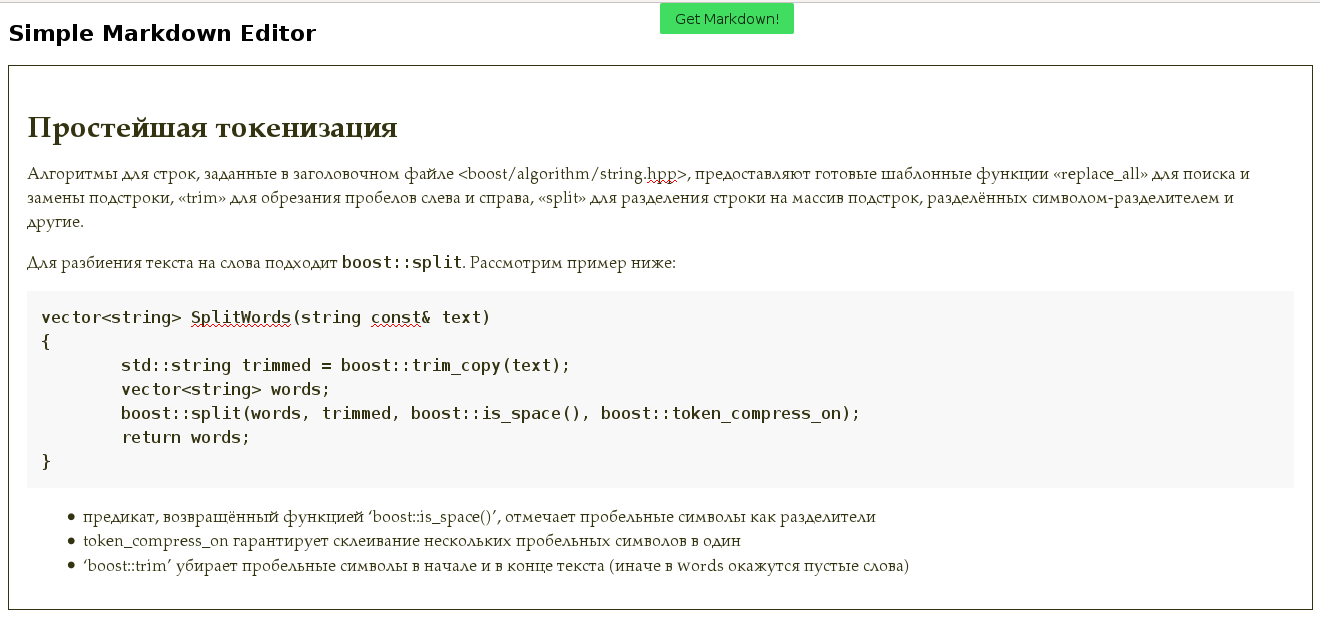 Get Markdown!
Simple Markdown Editor
Простейшая токенизация
Алгоритмы для строк, заданные в заголовочном файле <boost/algorithm/string.hpp>, предоставляют готовые шаблонные функции «replace_all» для поиска и
замены подстроки, «trim» для обрезания пробелов слева и справа, «split» для разделения строки на массив подстрок, разделённых символом-разделителем и
другие.
Для разбиения текста на слова подходит boost::split. Рассмотрим пример ниже:
vector<string> SplitWords(string const& text)
{
        std::string trimmed = boost::trim_copy(text);
        vector<string> words;
        boost::split(words, trimmed, boost::is_space(), boost::token_compress_on);
        return words;
}
• предикат, возвращённый функцией ‘boost::is_space()’, отмечает пробельные символы как разделители
• token_compress_on гарантирует склеивание нескольких пробельных символов в один
• ‘boost::trim’ убирает пробельные символы в начале и в конце текста (иначе в words окажутся пустые слова)